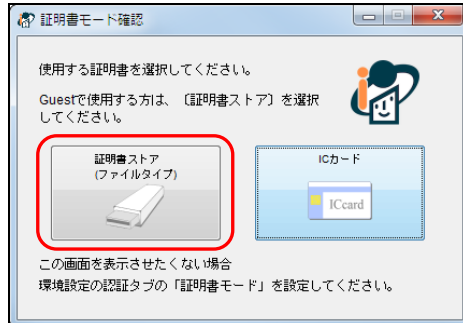 証明書モード確認
使用する証明書を選択してください。
Guestで使用する方は、〔証明書ストア〕を選択
してください。
証明書ストア
(ファイルタイプ)
ICカード
ICcard
この画面を表示させたくない場合
環境設定の認証タブの「証明書モード」を設定してください。